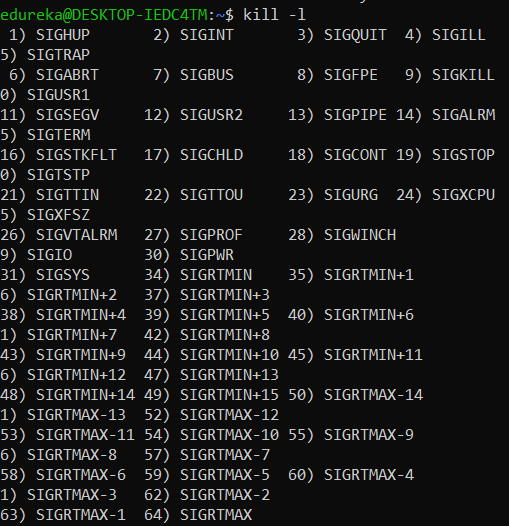 edureka@DESKTOP-IEDC4TM:~$ kill -l
1) SIGHUP 2) SIGINT 3) SIGQUIT 4) SIGILL
5) SIGTRAP
6) SIGABRT 7) SIGBUS 8) SIGFPE 9) SIGKILL
0) SIGUSR1
11) SIGSEGV 12) SIGUSR2 13) SIGPIPE 14) SIGALRM
5) SIGTERM
16) SIGSTKFLT 17) SIGCHLD 18) SIGCONT 19) SIGSTOP
0) SIGTSTP
21) SIGTTIN 22) SIGTTOU 23) SIGURG 24) SIGXCPU
5) SIGXFSZ
26) SIGVTALRM 27) SIGPROF 28) SIGWINCH
9) SIGIO 30) SIGPWR
31) SIGSYS 34) SIGRTMIN 35) SIGRTMIN+1
6) SIGRTMIN+2 37) SIGRTMIN+3
38) SIGRTMIN+4 39) SIGRTMIN+5 40) SIGRTMIN+6
1) SIGRTMIN+7 42) SIGRTMIN+8
43) SIGRTMIN+9 44) SIGRTMIN+10 45) SIGRTMIN+11
6) SIGRTMIN+12 47) SIGRTMIN+13
48) SIGRTMIN+14 49) SIGRTMIN+15 50) SIGRTMAX-14
1) SIGRTMAX-13 52) SIGRTMAX-12
53) SIGRTMAX-11 54) SIGRTMAX-10 55) SIGRTMAX-9
6) SIGRTMAX-8 57) SIGRTMAX-7
58) SIGRTMAX-6 59) SIGRTMAX-5 60) SIGRTMAX-4
1) SIGRTMAX-3 62) SIGRTMAX-2
63) SIGRTMAX-1 64) SIGRTMAX